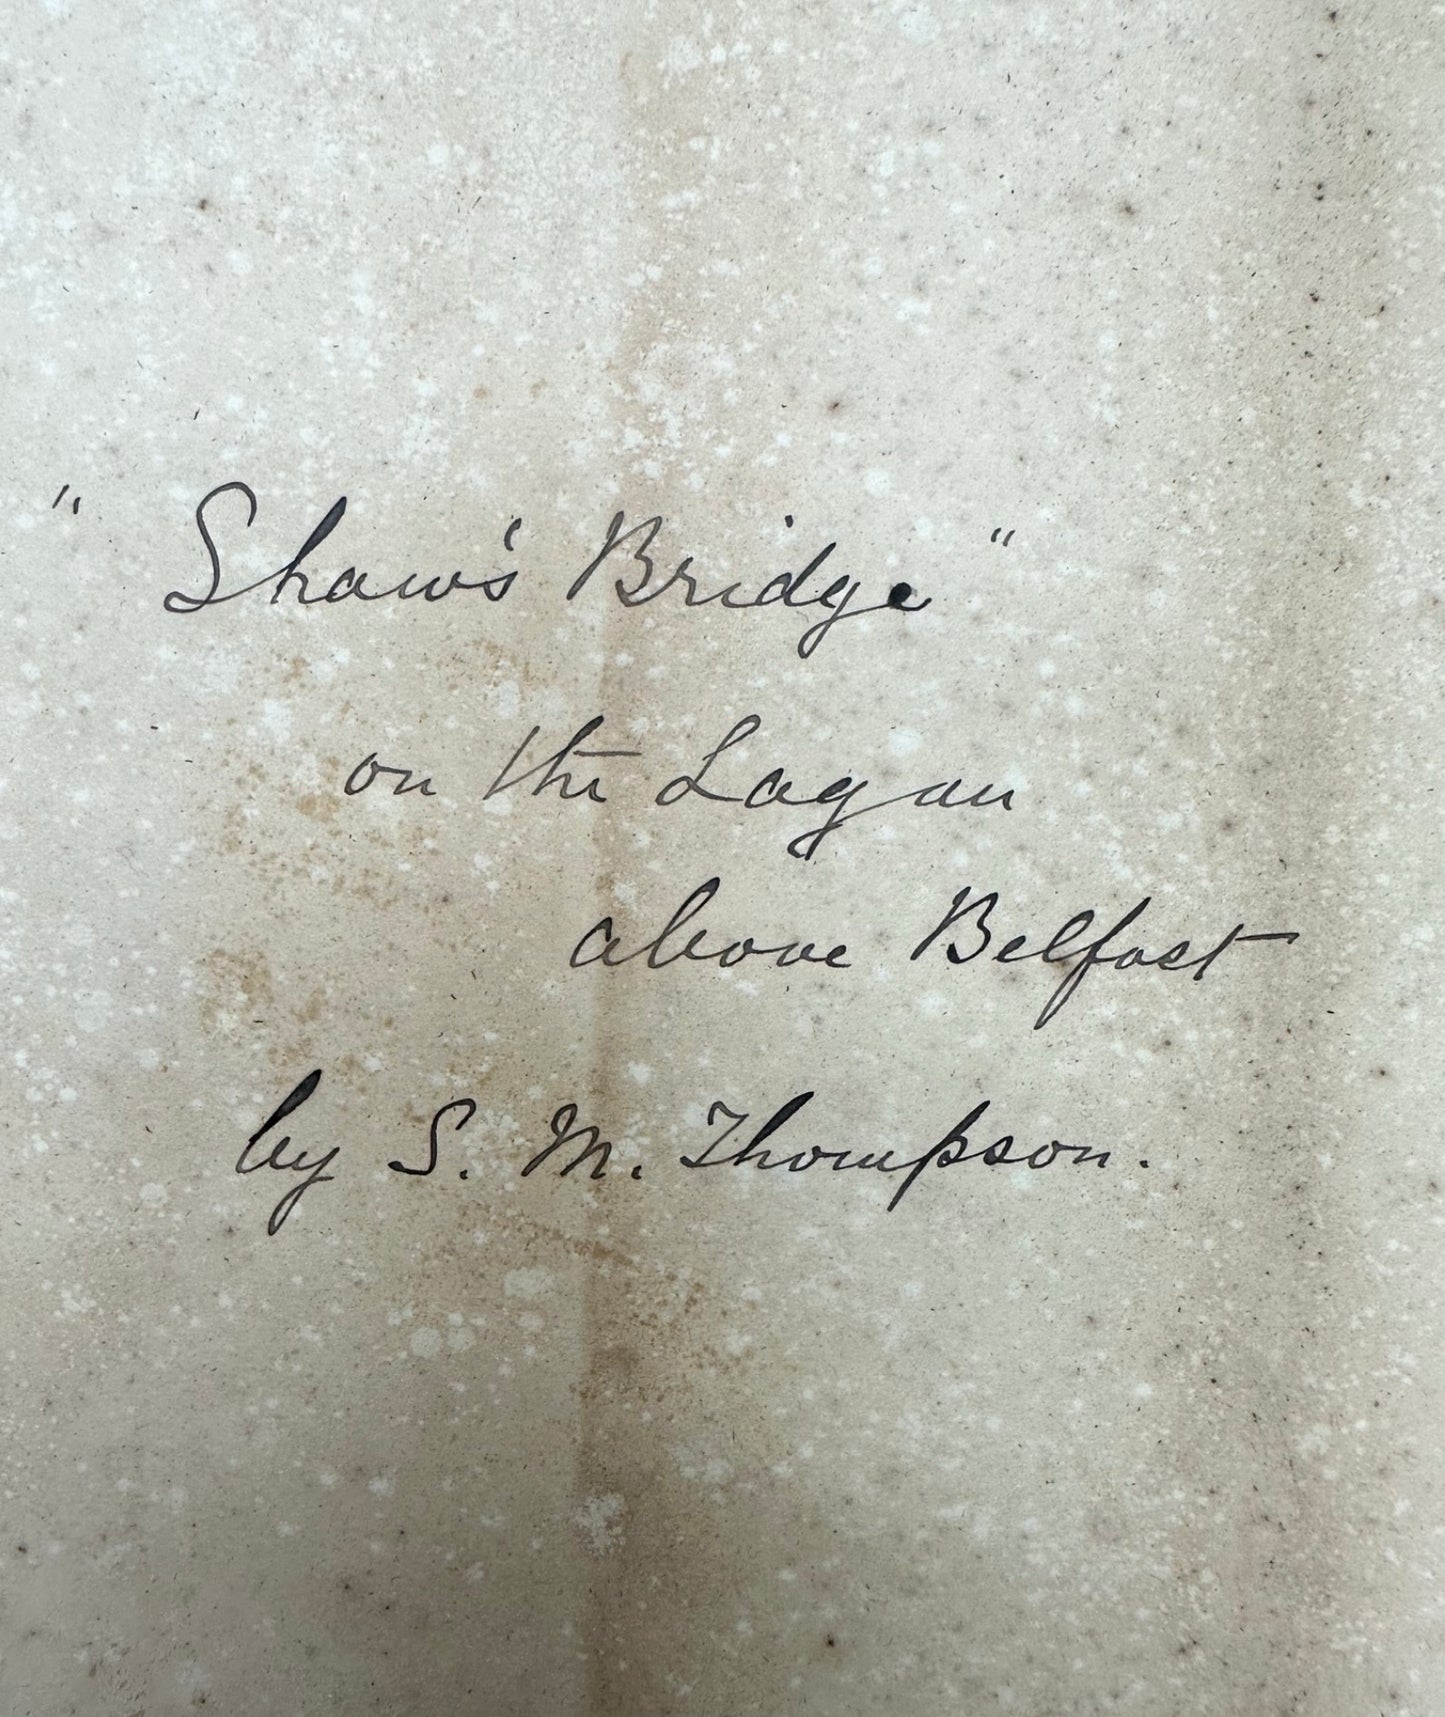 "Shaw's Bridge"
on the Lagan
above Belfast
by S. M. Thompson.